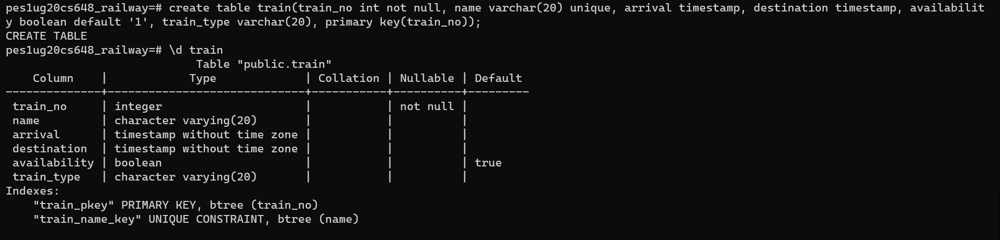 pes1ug20cs648_railway=# create table train(train_no int not null, name varchar(20) unique, arrival timestamp, destination timestamp, availabilit
y boolean default '1', train_type varchar(20), primary key(train_no));
CREATE TABLE
pes1ug20cs648_railway=# \d train
                            Table "public.train"
    Column    |            Type             | Collation | Nullable | Default
--------------+-----------------------------+-----------+----------+---------
 train_no     | integer                     |           | not null |
 name         | character varying(20)       |           |          |
 arrival      | timestamp without time zone |           |          |
 destination  | timestamp without time zone |           |          |
 availability | boolean                     |           |          | true
 train_type   | character varying(20)       |           |          |
Indexes:
    "train_pkey" PRIMARY KEY, btree (train_no)
    "train_name_key" UNIQUE CONSTRAINT, btree (name)